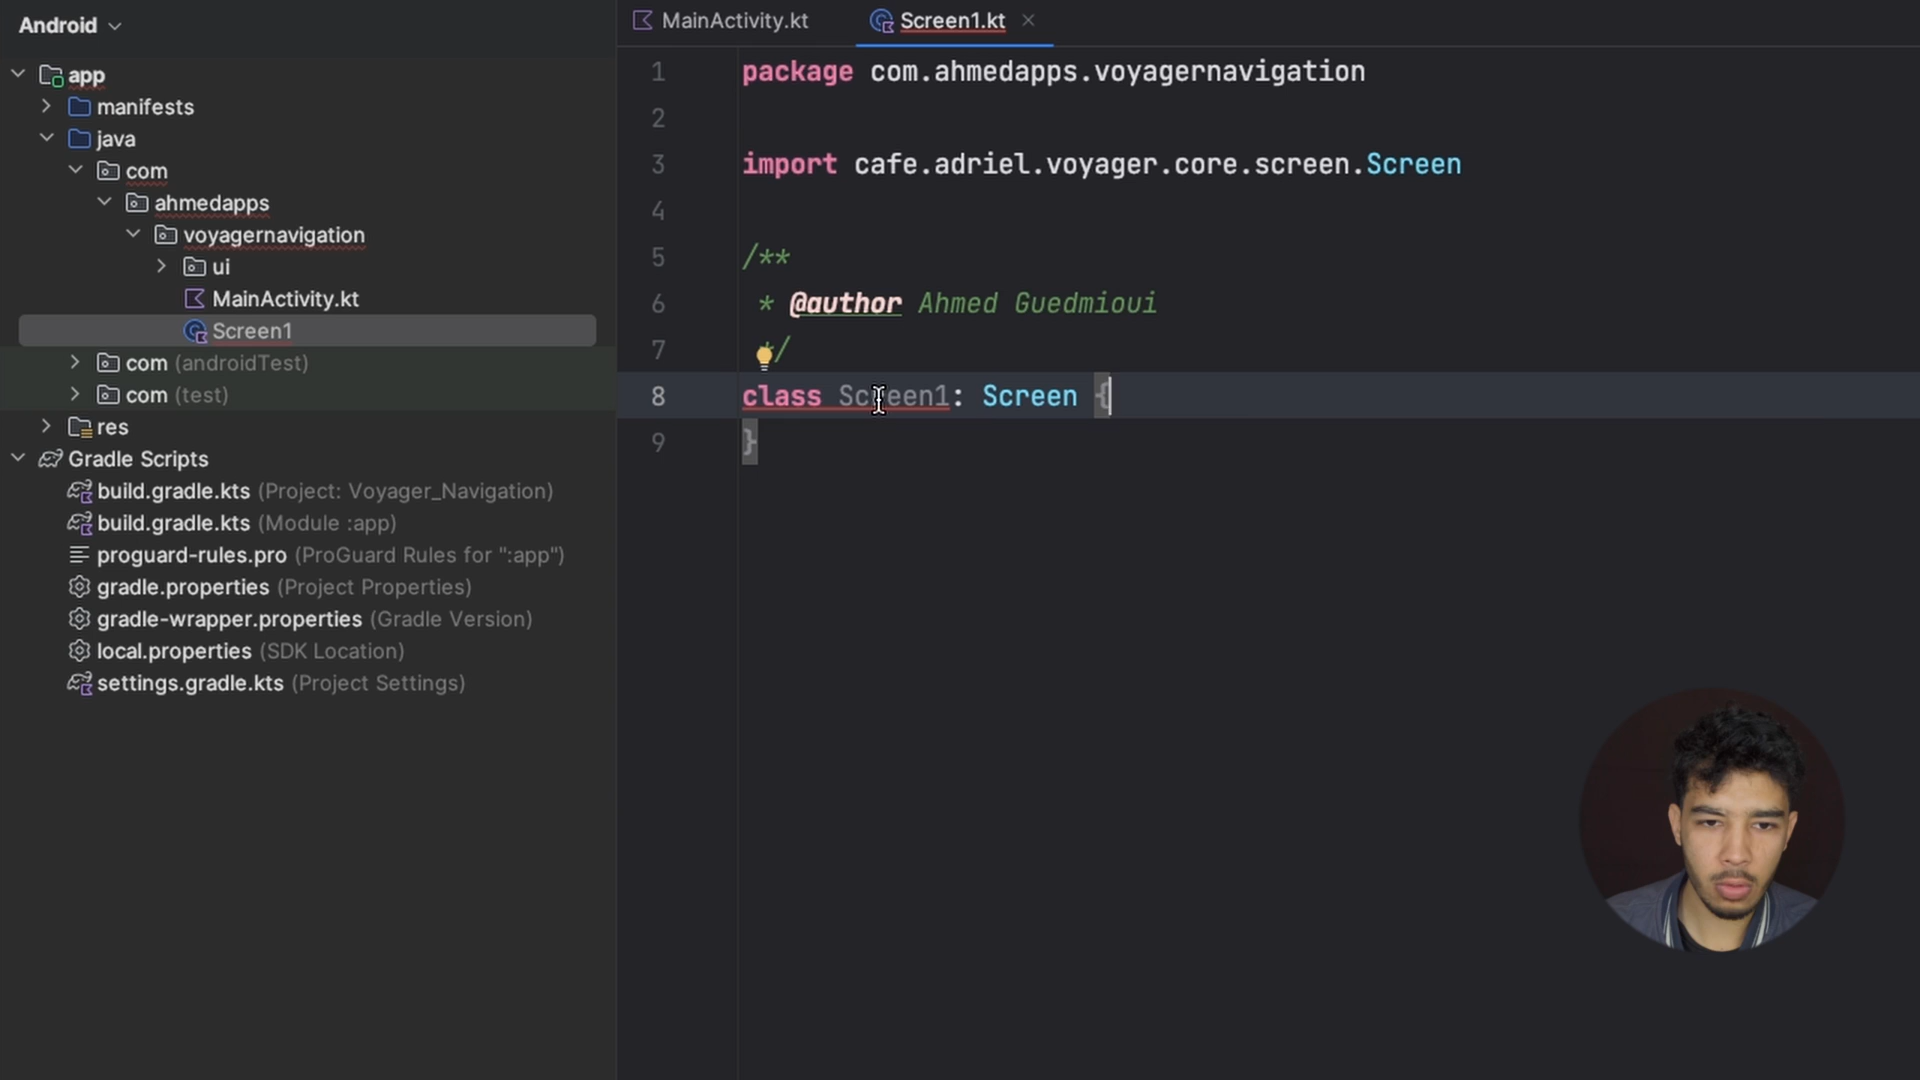 Android
app
manifests
java
com
ahmedapps
voyagernavigation
ui
MainActivity.kt
Screen1
com (androidTest)
com (test)
res
Gradle Scripts
build.gradle.kts (Project: Voyager_Navigation)
build.gradle.kts (Module :app)
proguard-rules.pro (ProGuard Rules for ":app")
gradle.properties (Project Properties)
gradle-wrapper.properties (Gradle Version)
local.properties (SDK Location)
settings.gradle.kts (Project Settings)
MainActivity.kt Screen1.kt
1 package com.ahmedapps.voyagernavigation
2
3 import cafe.adriel.voyager.core.screen.Screen
4
5 /**
6 * @author Ahmed Guedmioui
7 */
8 class Screen1: Screen {
9 }